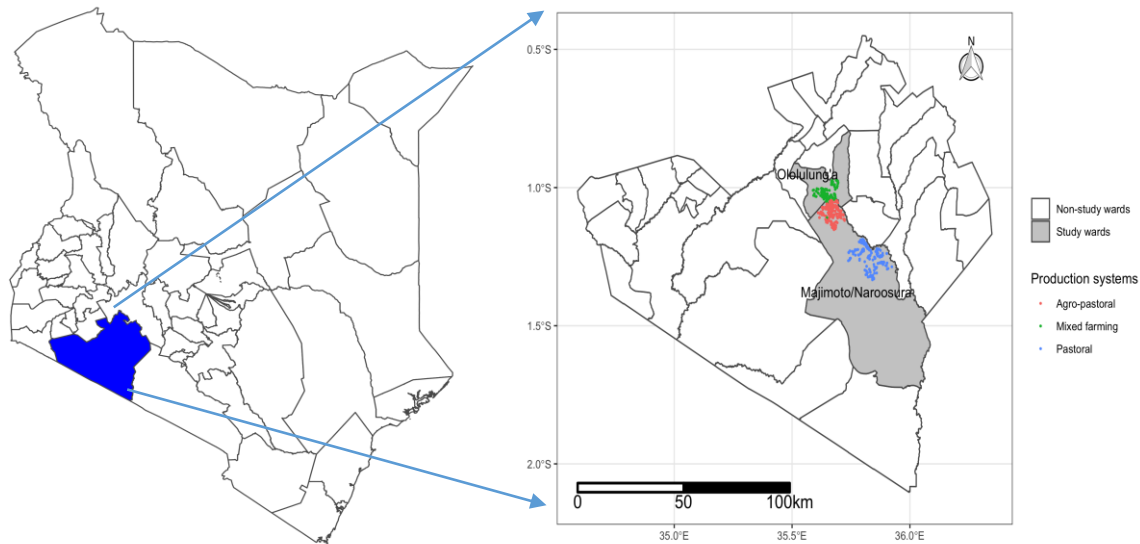 0.5°S
N
Ololulung'a
1.0°S
Non-study wards
Study wards
Production systems
Majimoto/Naroosura
Agro-pastoral
1.5°S
Mixed farming
Pastoral
2.0°S
0 50 100km
35.0°E 35.5°E 36.0°E